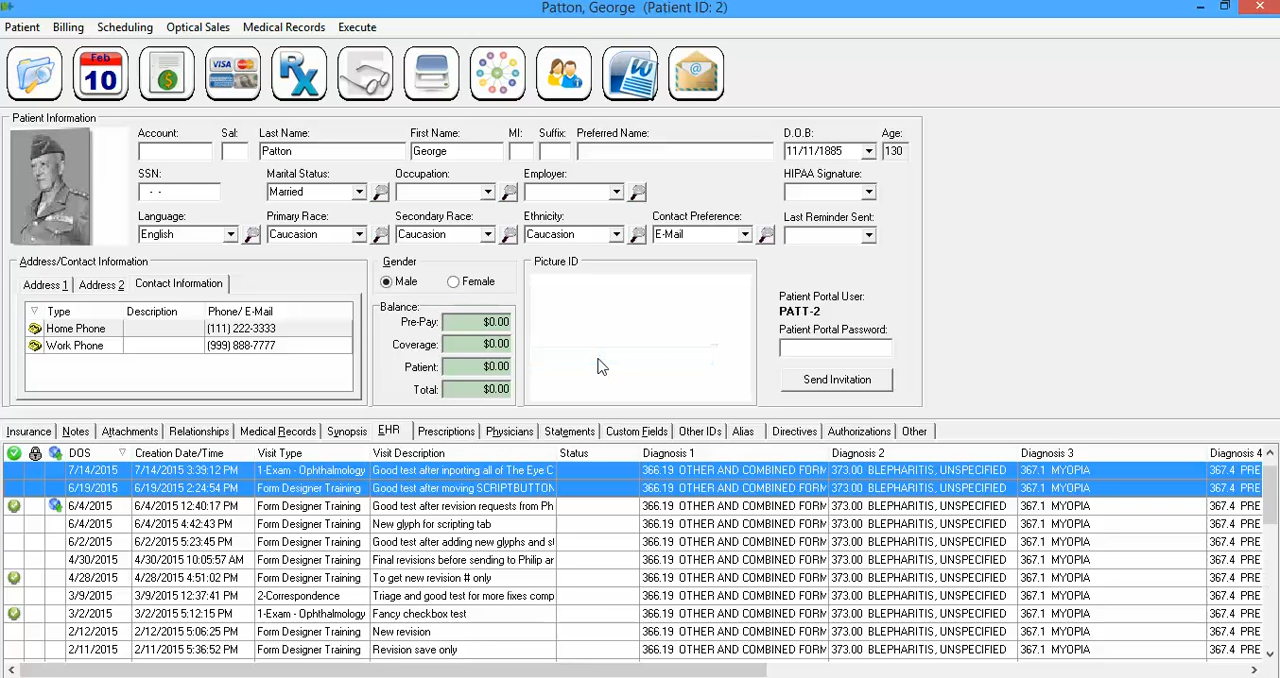 Patton, George (Patient ID: 2)
Patient Billing Scheduling Optical Sales Medical Records Execute
Feb 10 $ VISA Rx W @
Patient Information
Account: Sal: Last Name: First Name: MI: Suffix: Preferred Name: D.O.B: Age:
Patton George 11/11/1885 130
SSN: Marital Status: Occupation: Employer: HIPAA Signature:
- - Married
Language: Primary Race: Secondary Race: Ethnicity: Contact Preference: Last Reminder Sent:
English Caucasion Caucasion Caucasion E-Mail
Address/Contact Information Gender Picture ID
Address 1 Address 2 Contact Information Male Female
Type Description Phone/ E-Mail
Home Phone (111) 222-3333
Work Phone (999) 888-7777
Balance:
Pre-Pay: $0.00
Coverage: $0.00
Patient: $0.00
Total: $0.00
Patient Portal User:
PATT-2
Patient Portal Password:
Send Invitation
Insurance Notes Attachments Relationships Medical Records Synopsis EHR Prescriptions Physicians Statements Custom Fields Other IDs Alias Directives Authorizations Other
DOS Creation Date/Time Visit Type Visit Description Status Diagnosis 1 Diagnosis 2 Diagnosis 3 Diagnosis 4
7/14/2015 7/14/2015 3:39:12 PM 1-Exam - Ophthalmology Good test after inporting all of The Eye C 366.19 OTHER AND COMBINED FORM 373.00 BLEPHARITIS, UNSPECIFIED 367.1 MYOPIA 367.4 PRE
6/19/2015 6/19/2015 2:24:54 PM Form Designer Training Good test after moving SCRIPTBUTTON 366.19 OTHER AND COMBINED FORM 373.00 BLEPHARITIS, UNSPECIFIED 367.1 MYOPIA 367.4 PRE
6/4/2015 6/4/2015 12:40:17 PM Form Designer Training Good test after revision requests from Ph 366.19 OTHER AND COMBINED FORM 373.00 BLEPHARITIS, UNSPECIFIED 367.1 MYOPIA 367.4 PRE
6/4/2015 6/4/2015 4:42:43 PM Form Designer Training New glyph for scripting tab 366.19 OTHER AND COMBINED FORM 373.00 BLEPHARITIS, UNSPECIFIED 367.1 MYOPIA 367.4 PRE
6/2/2015 6/2/2015 5:23:45 PM Form Designer Training Good test after adding new glyphs and st 366.19 OTHER AND COMBINED FORM 373.00 BLEPHARITIS, UNSPECIFIED 367.1 MYOPIA 367.4 PRE
4/30/2015 4/30/2015 10:05:57 AM Form Designer Training Final revisions before sending to Philip ar 366.19 OTHER AND COMBINED FORM 373.00 BLEPHARITIS, UNSPECIFIED 367.1 MYOPIA 367.4 PRE
4/28/2015 4/28/2015 4:51:02 PM Form Designer Training To get new revision # only 366.19 OTHER AND COMBINED FORM 373.00 BLEPHARITIS, UNSPECIFIED 367.1 MYOPIA 367.4 PRE
3/9/2015 3/9/2015 12:37:41 PM 2-Correspondence Triage and good test for more fixes comp 366.19 OTHER AND COMBINED FORM 373.00 BLEPHARITIS, UNSPECIFIED 367.1 MYOPIA 367.4 PRE
3/2/2015 3/2/2015 5:12:15 PM 1-Exam - Ophthalmology Fancy checkbox test 366.19 OTHER AND COMBINED FORM 373.00 BLEPHARITIS, UNSPECIFIED 367.1 MYOPIA 367.4 PRE
2/12/2015 2/12/2015 5:06:25 PM Form Designer Training New revision 366.19 OTHER AND COMBINED FORM 373.00 BLEPHARITIS, UNSPECIFIED 367.1 MYOPIA 367.4 PRE
2/11/2015 2/11/2015 5:36:52 PM Form Designer Training Revision save only 366.19 OTHER AND COMBINED FORM 373.00 BLEPHARITIS, UNSPECIFIED 367.1 MYOPIA 367.4 PRE